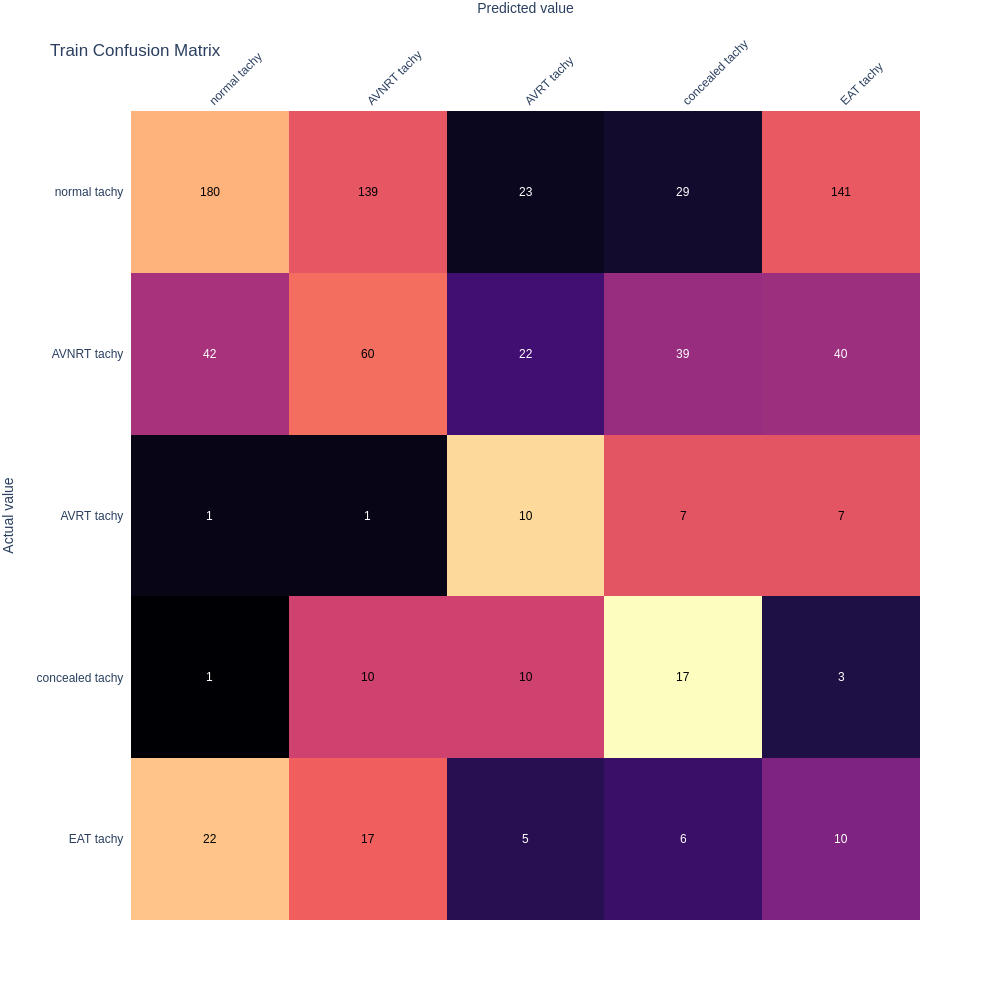 Predicted value
Train Confusion Matrix
normal tachy AVNRT tachy AVRT tachy concealed tachy EAT tachy
normal tachy 180 139 23 29 141
AVNRT tachy 42 60 22 39 40
Actual value
AVRT tachy 1 1 10 7 7
concealed tachy 1 10 10 17 3
EAT tachy 22 17 5 6 10